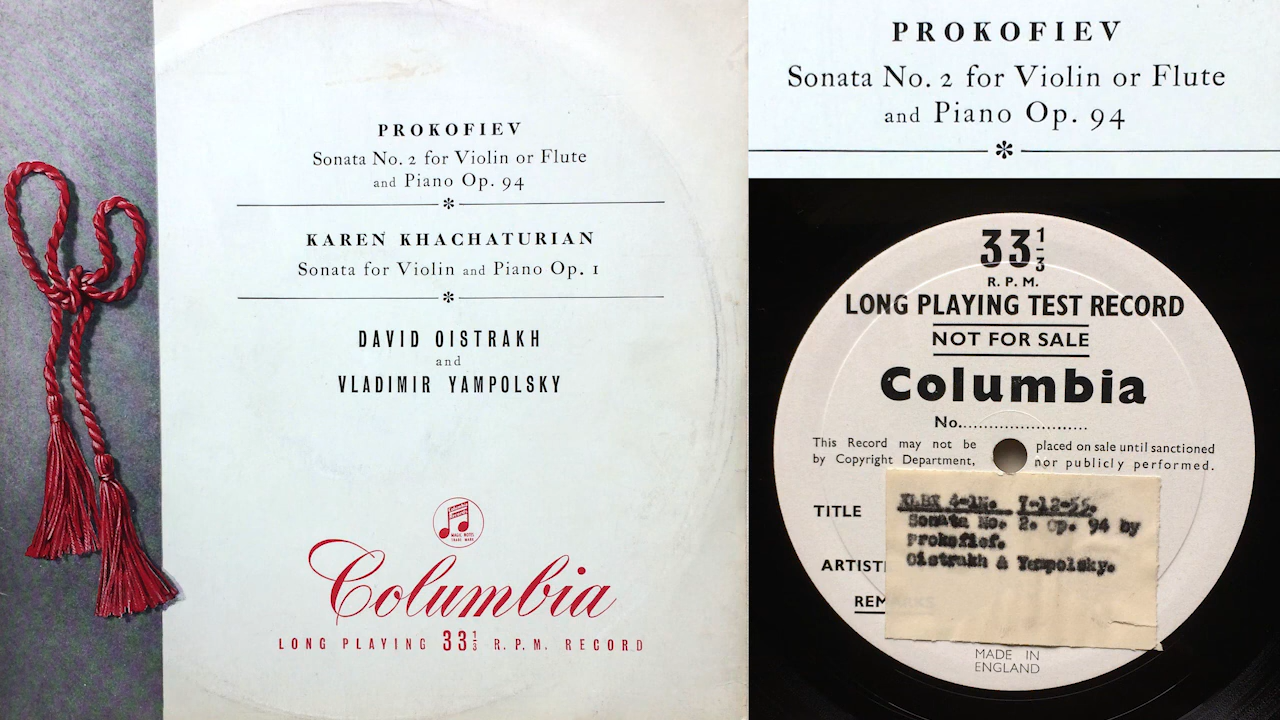 PROKOFIEV
Sonata No. 2 for Violin or Flute
and Piano Op. 94
KAREN KHACHATURIAN
Sonata for Violin and Piano Op. 1
DAVID OISTRAKH
and
VLADIMIR YAMPOLSKY
Columbia
LONG PLAYING 33⅓ R.P.M. RECORD
PROKOFIEV
Sonata No. 2 for Violin or Flute
and Piano Op. 94
33⅓
R.P.M.
LONG PLAYING TEST RECORD
NOT FOR SALE
Columbia
No.
This Record may not be placed on sale until sanctioned
by Copyright Department, nor publicly performed.
TITLE
7-12-55.
Sonata No. 2. Op. 94 by
Prokofief.
ARTIST
Oistrakh & Yampolsky.
REMARKS
MADE IN
ENGLAND